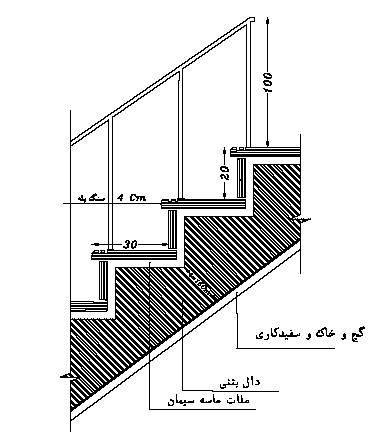 100
20
سنگ پله 4 Cm
30
گچ و خاک و سفیدکاری
دال بتنی
ملات ماسه سیمان